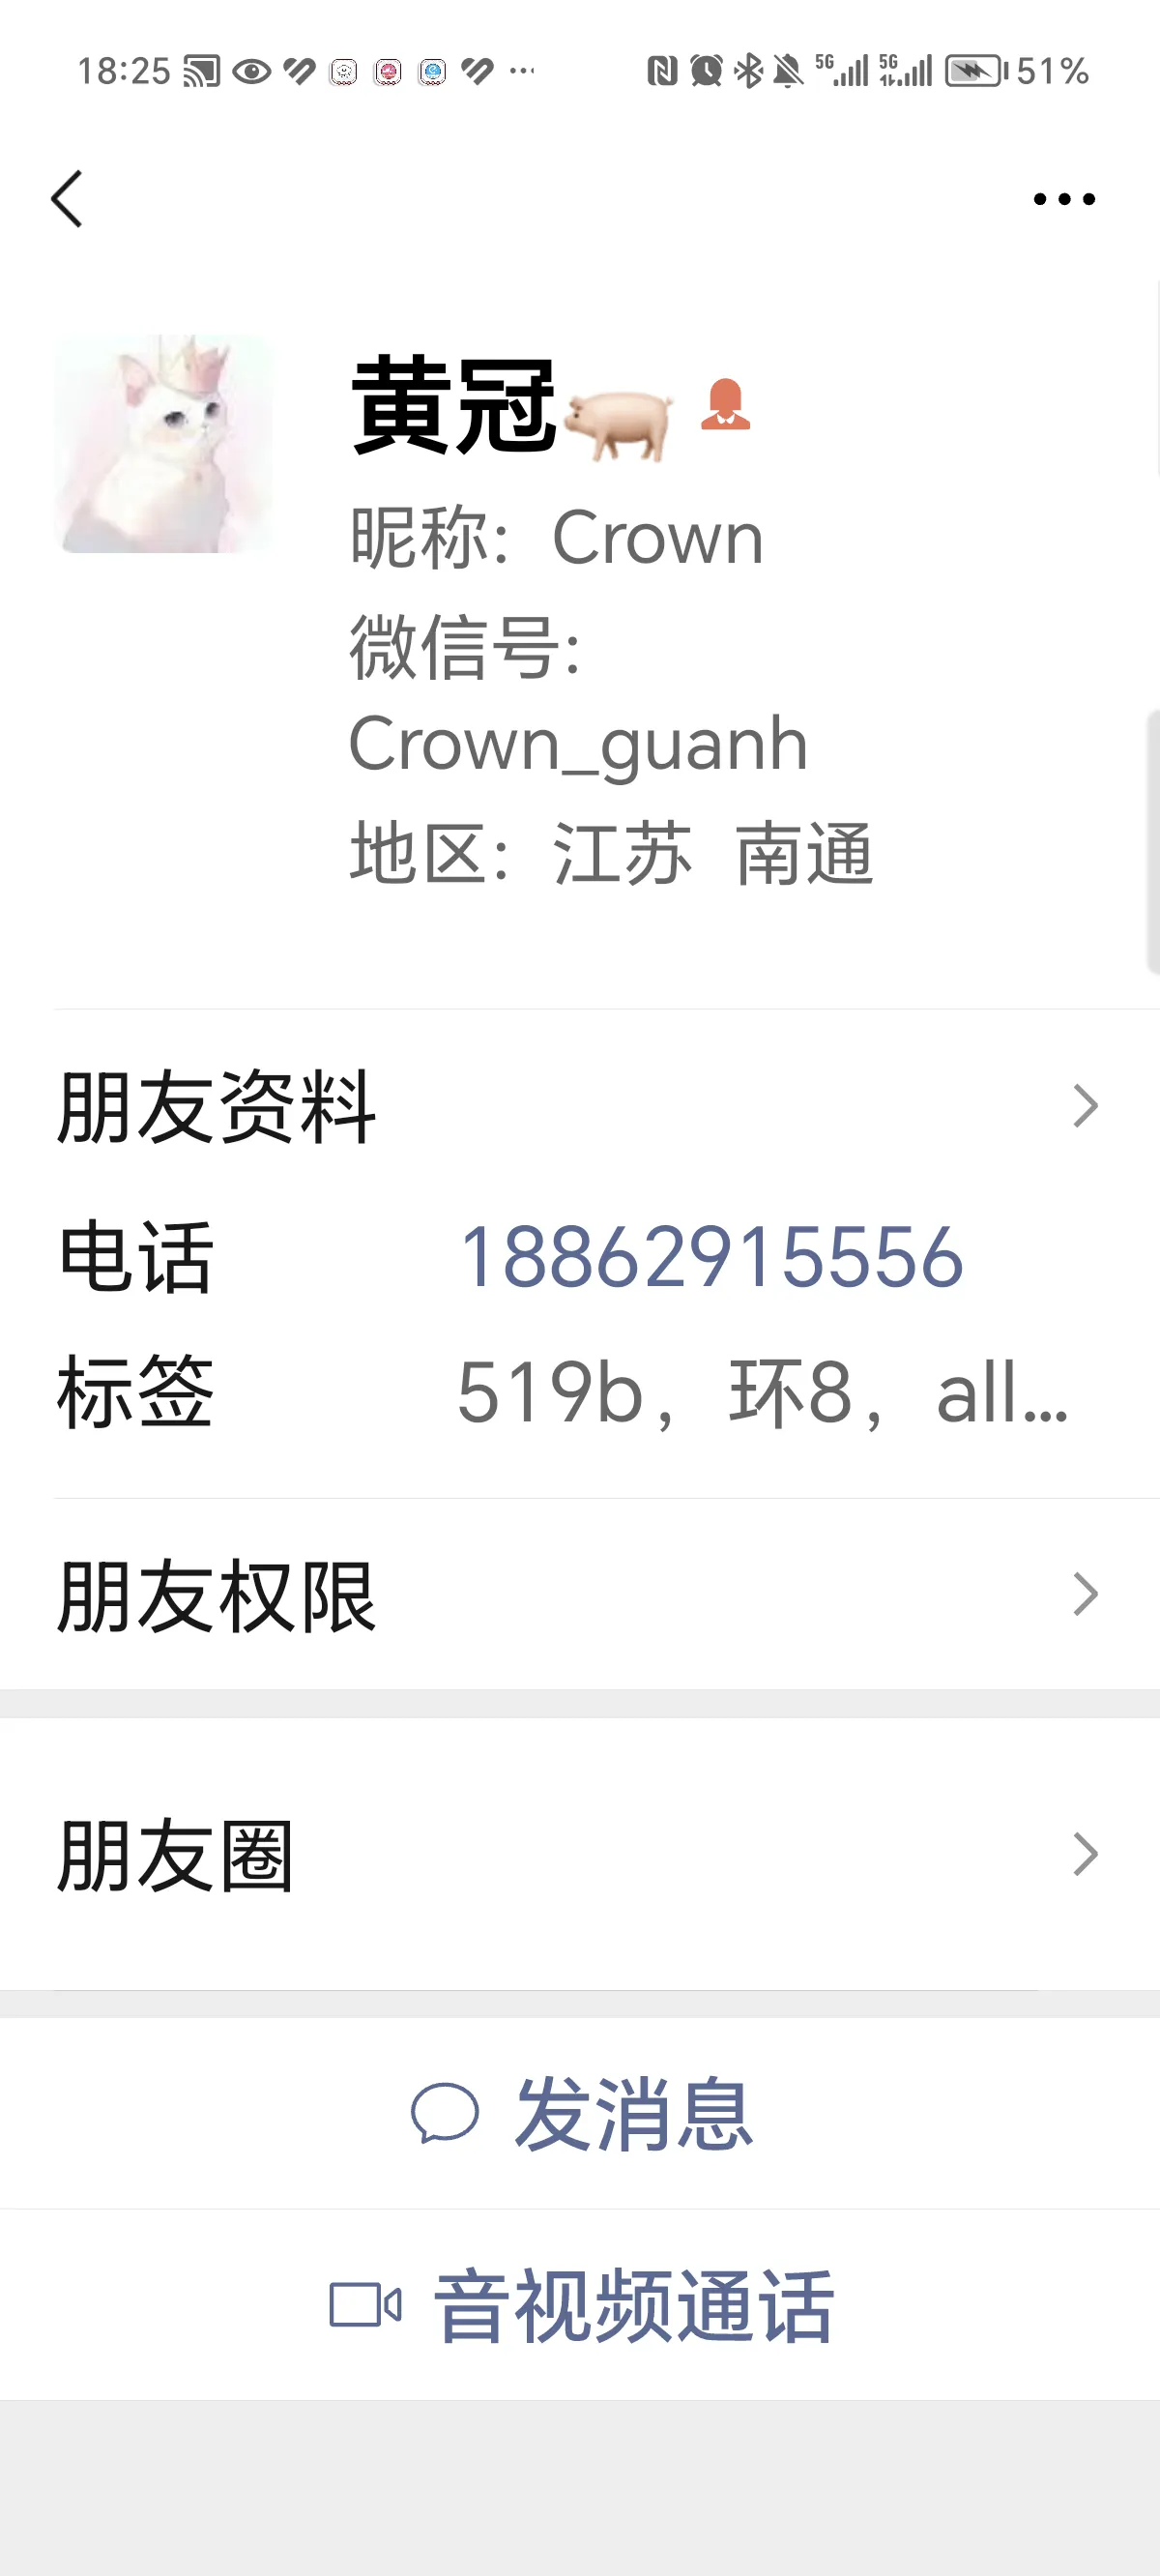 18:25 5G 5G 51%
黄冠🐖
昵称: Crown
微信号:
Crown_guanh
地区: 江苏 南通
朋友资料
电话 18862915556
标签 519b, 环8, all...
朋友权限
朋友圈
发消息
音视频通话